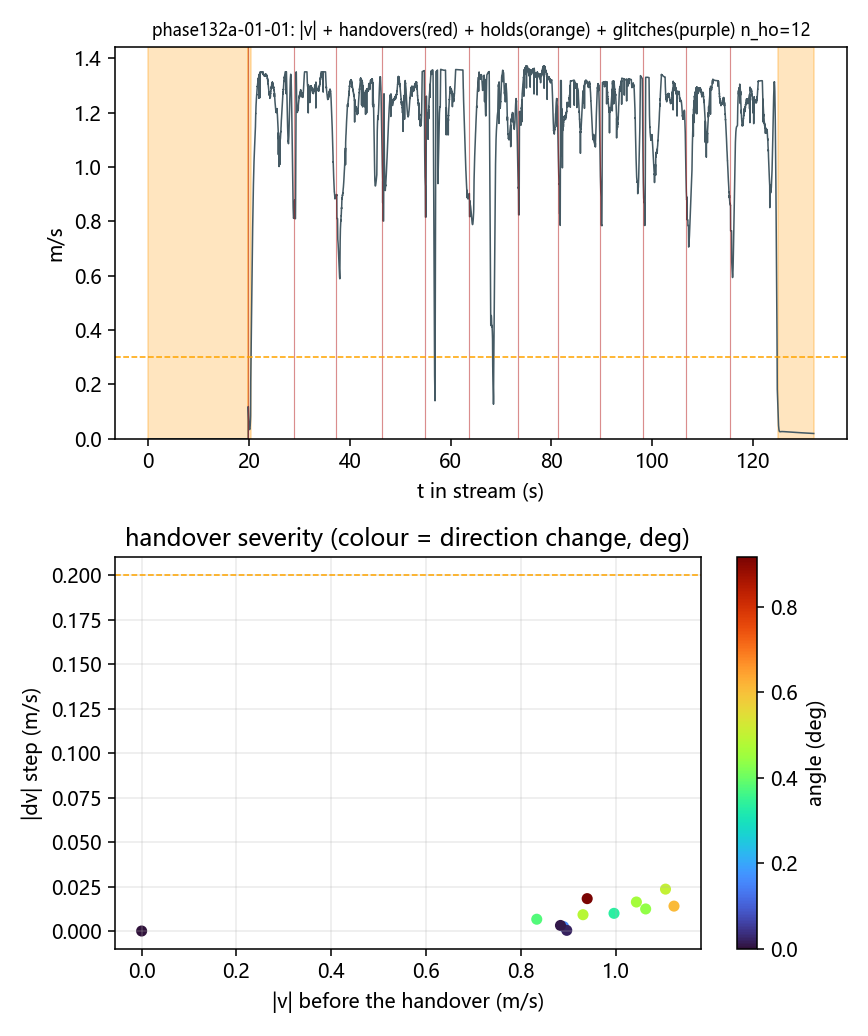 phase132a-01-01: |v| + handovers(red) + holds(orange) + glitches(purple) n_ho=12
1.4
1.2
1.0
0.8
0.6
0.4
0.2
0.0
m/s
0 20 40 60 80 100 120
t in stream (s)
handover severity (colour = direction change, deg)
0.200
0.175
0.150
0.125
0.100
0.075
0.050
0.025
0.000
|dv| step (m/s)
0.0 0.2 0.4 0.6 0.8 1.0
|v| before the handover (m/s)
0.8
0.6
0.4
0.2
0.0
angle (deg)